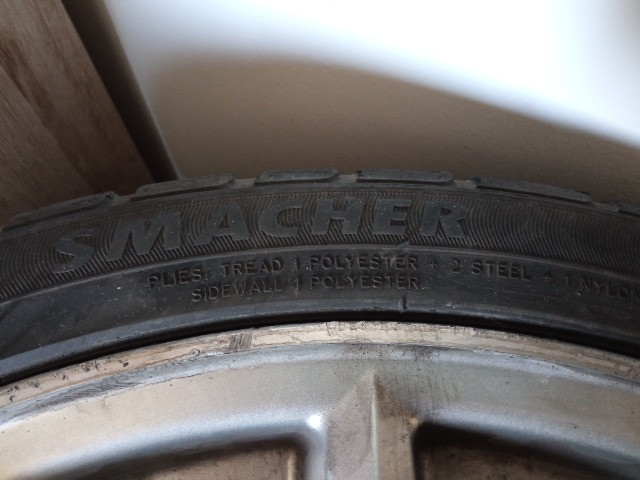 SMACHER
PLIES: TREAD 1 POLYESTER + 2 STEEL + 1 NYLON
SIDEWALL 1 POLYESTER